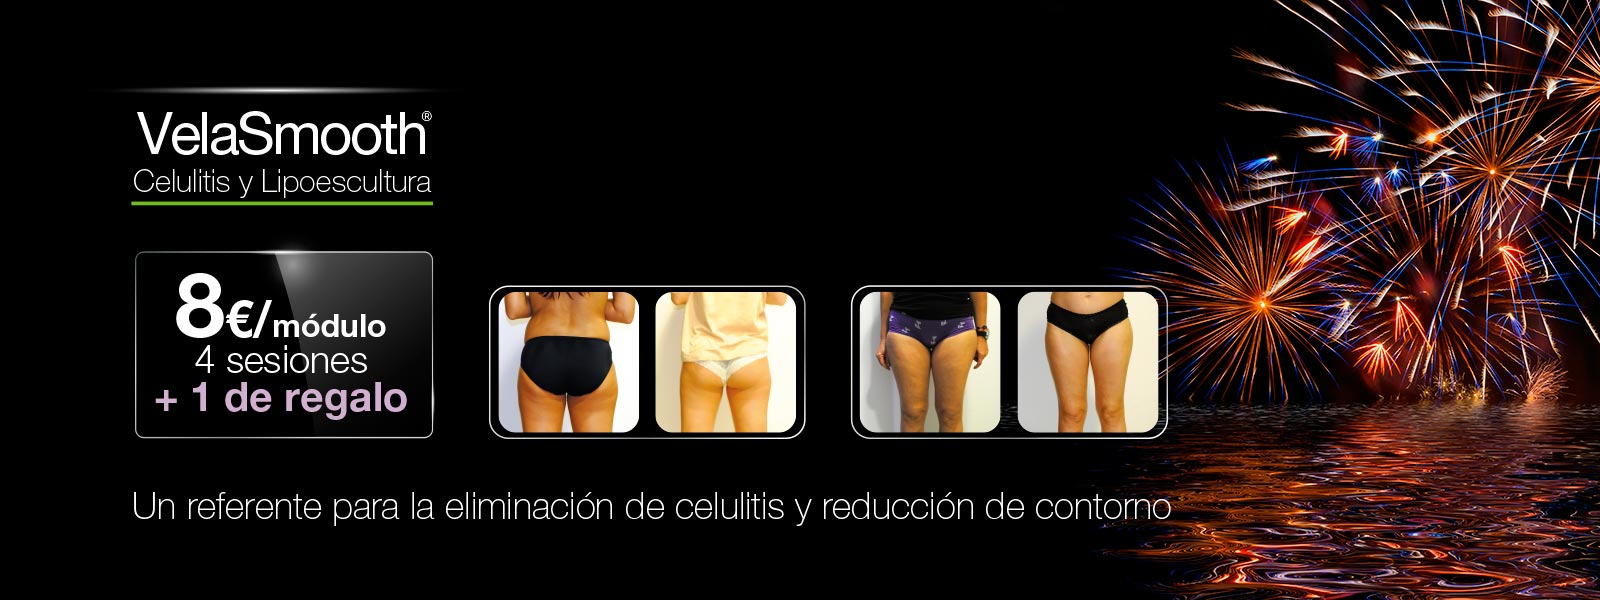 VelaSmooth®
Celulitis y Lipoescultura
8€/módulo
4 sesiones
+ 1 de regalo
Un referente para la eliminación de celulitis y reducción de contorno